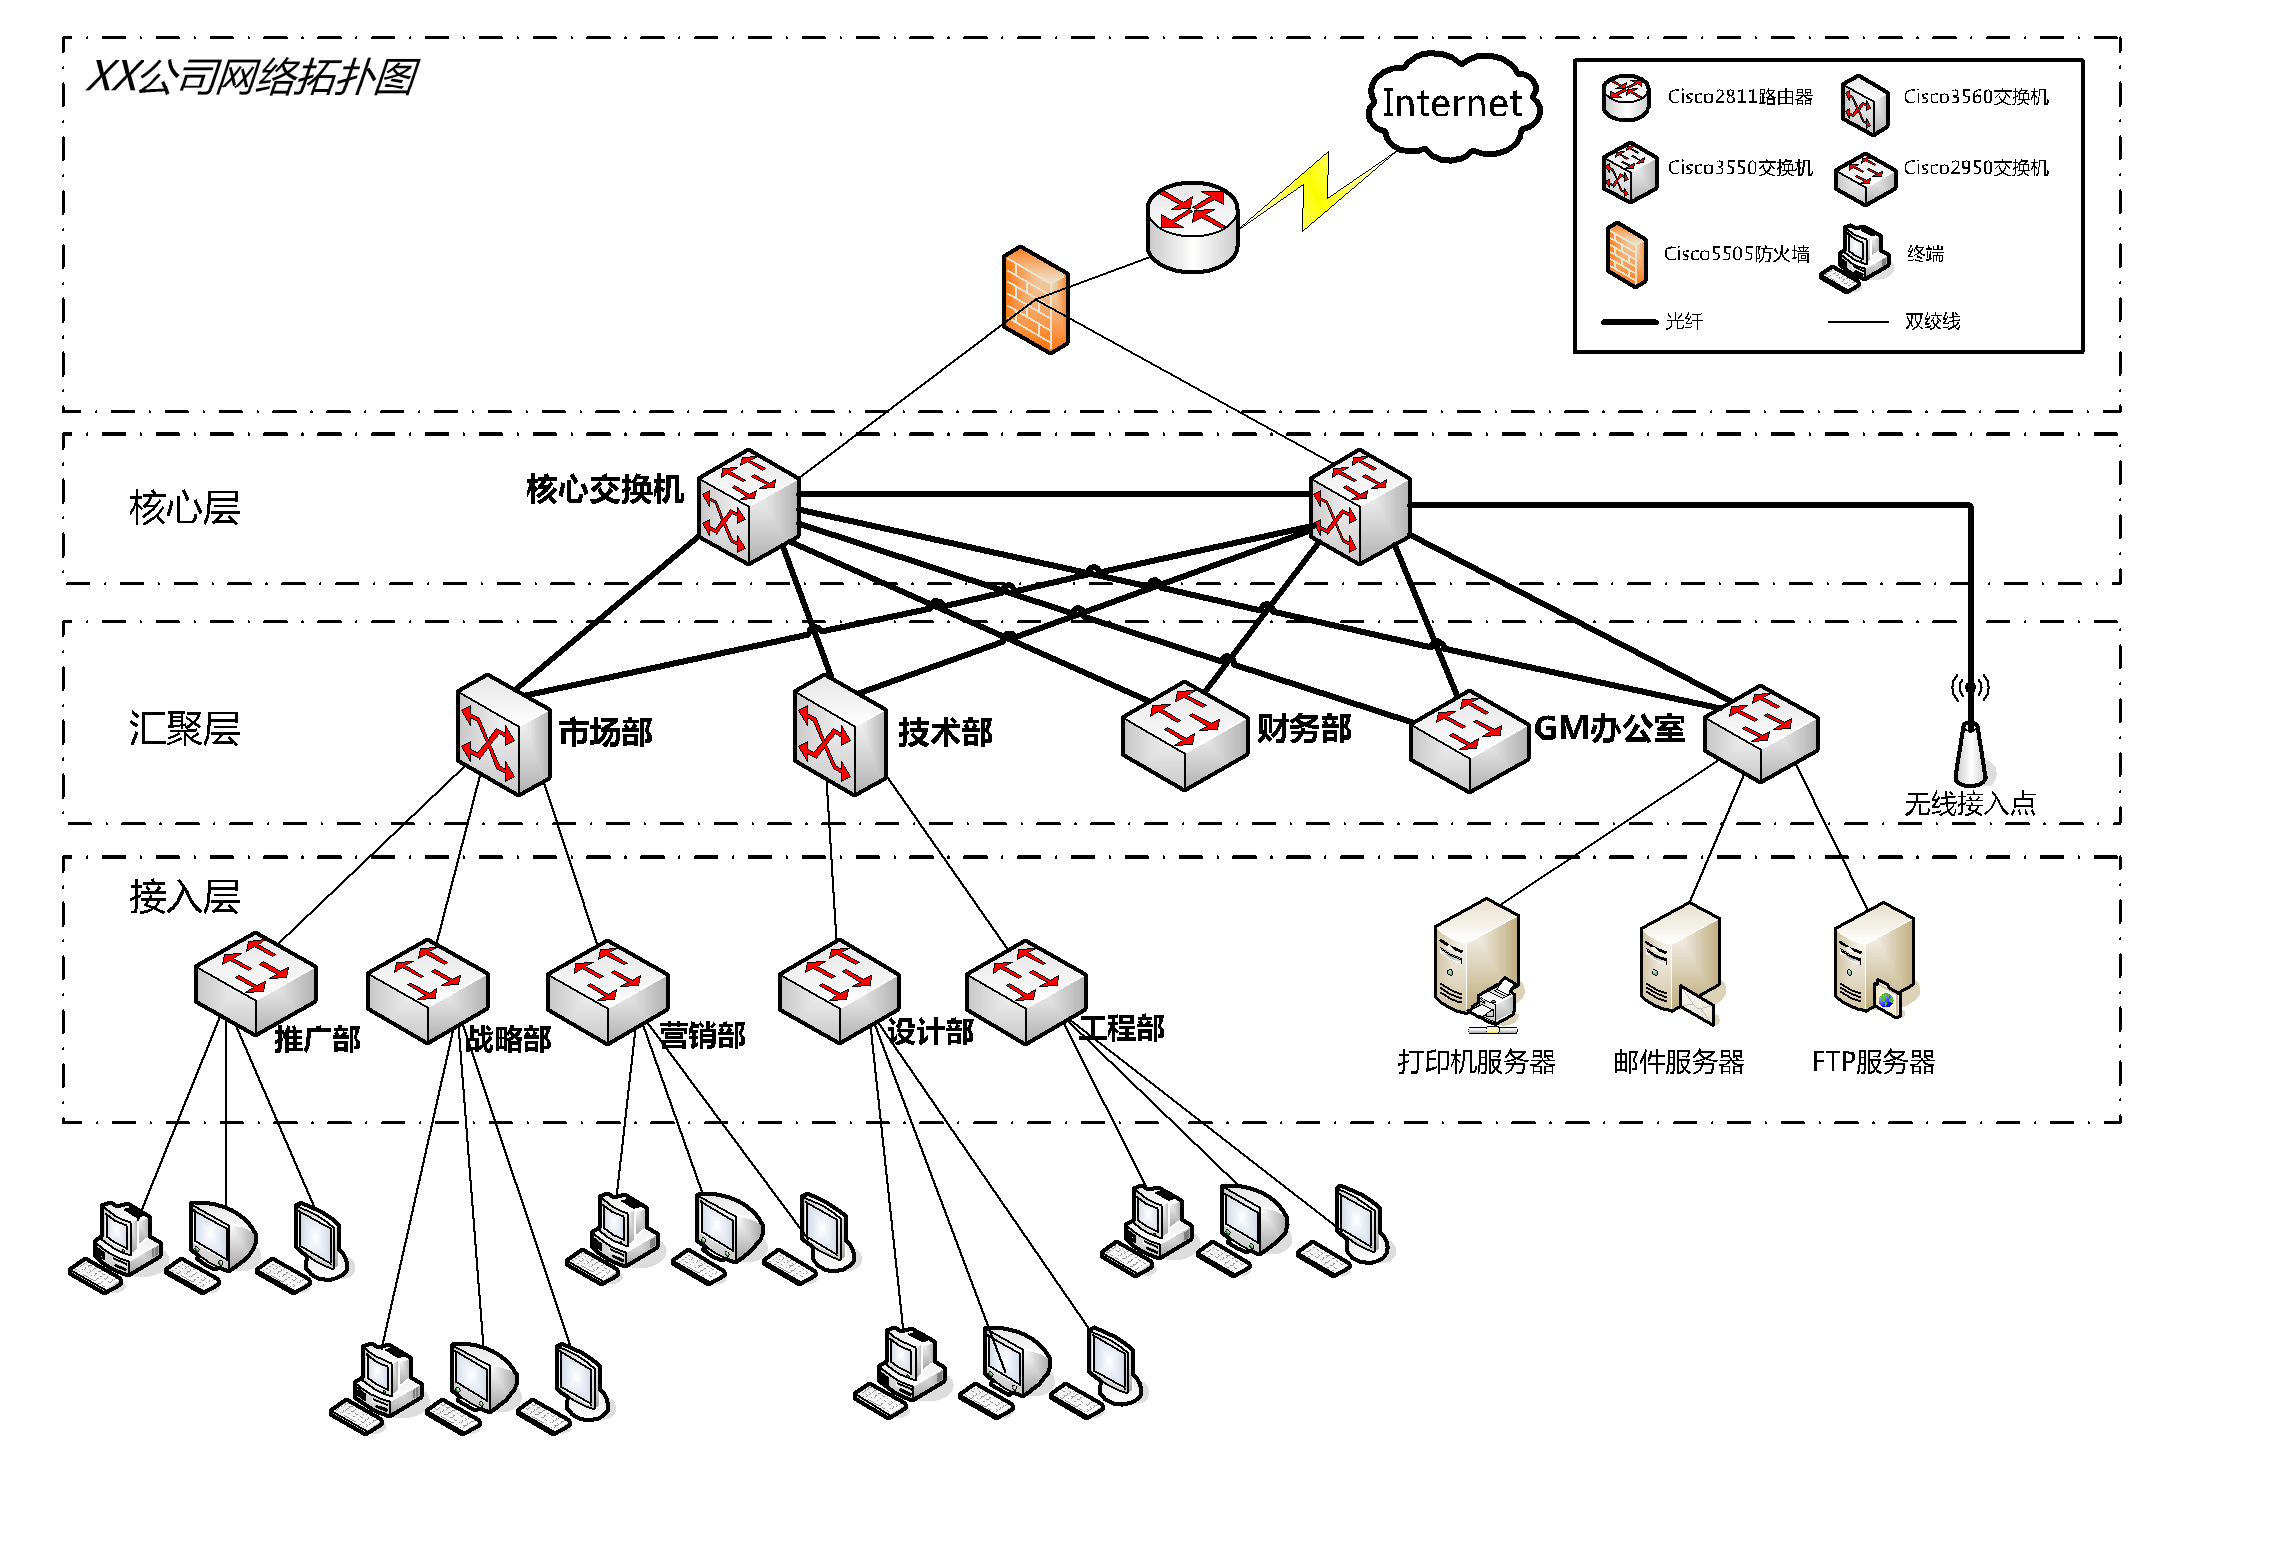 XX公司网络拓扑图
Internet
Cisco2811路由器
Cisco3560交换机
Cisco3550交换机
Cisco2950交换机
Cisco5505防火墙
终端
光纤
双绞线
核心层
核心交换机
汇聚层
市场部
技术部
财务部
GM办公室
无线接入点
接入层
推广部
战略部
营销部
设计部
工程部
打印机服务器
邮件服务器
FTP服务器